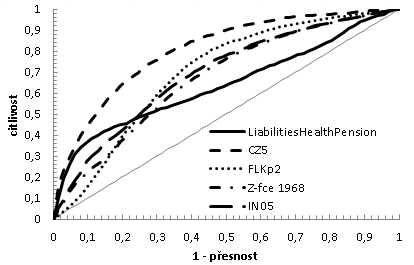 1
0,9
0,8
0,7
0,6
0,5
0,4
0,3
0,2
0,1
0
citlivost
LiabilitiesHealthPension
CZ5
FLKp2
Z-fce 1968
IN05
0 0,1 0,2 0,3 0,4 0,5 0,6 0,7 0,8 0,9 1
1 - přesnost